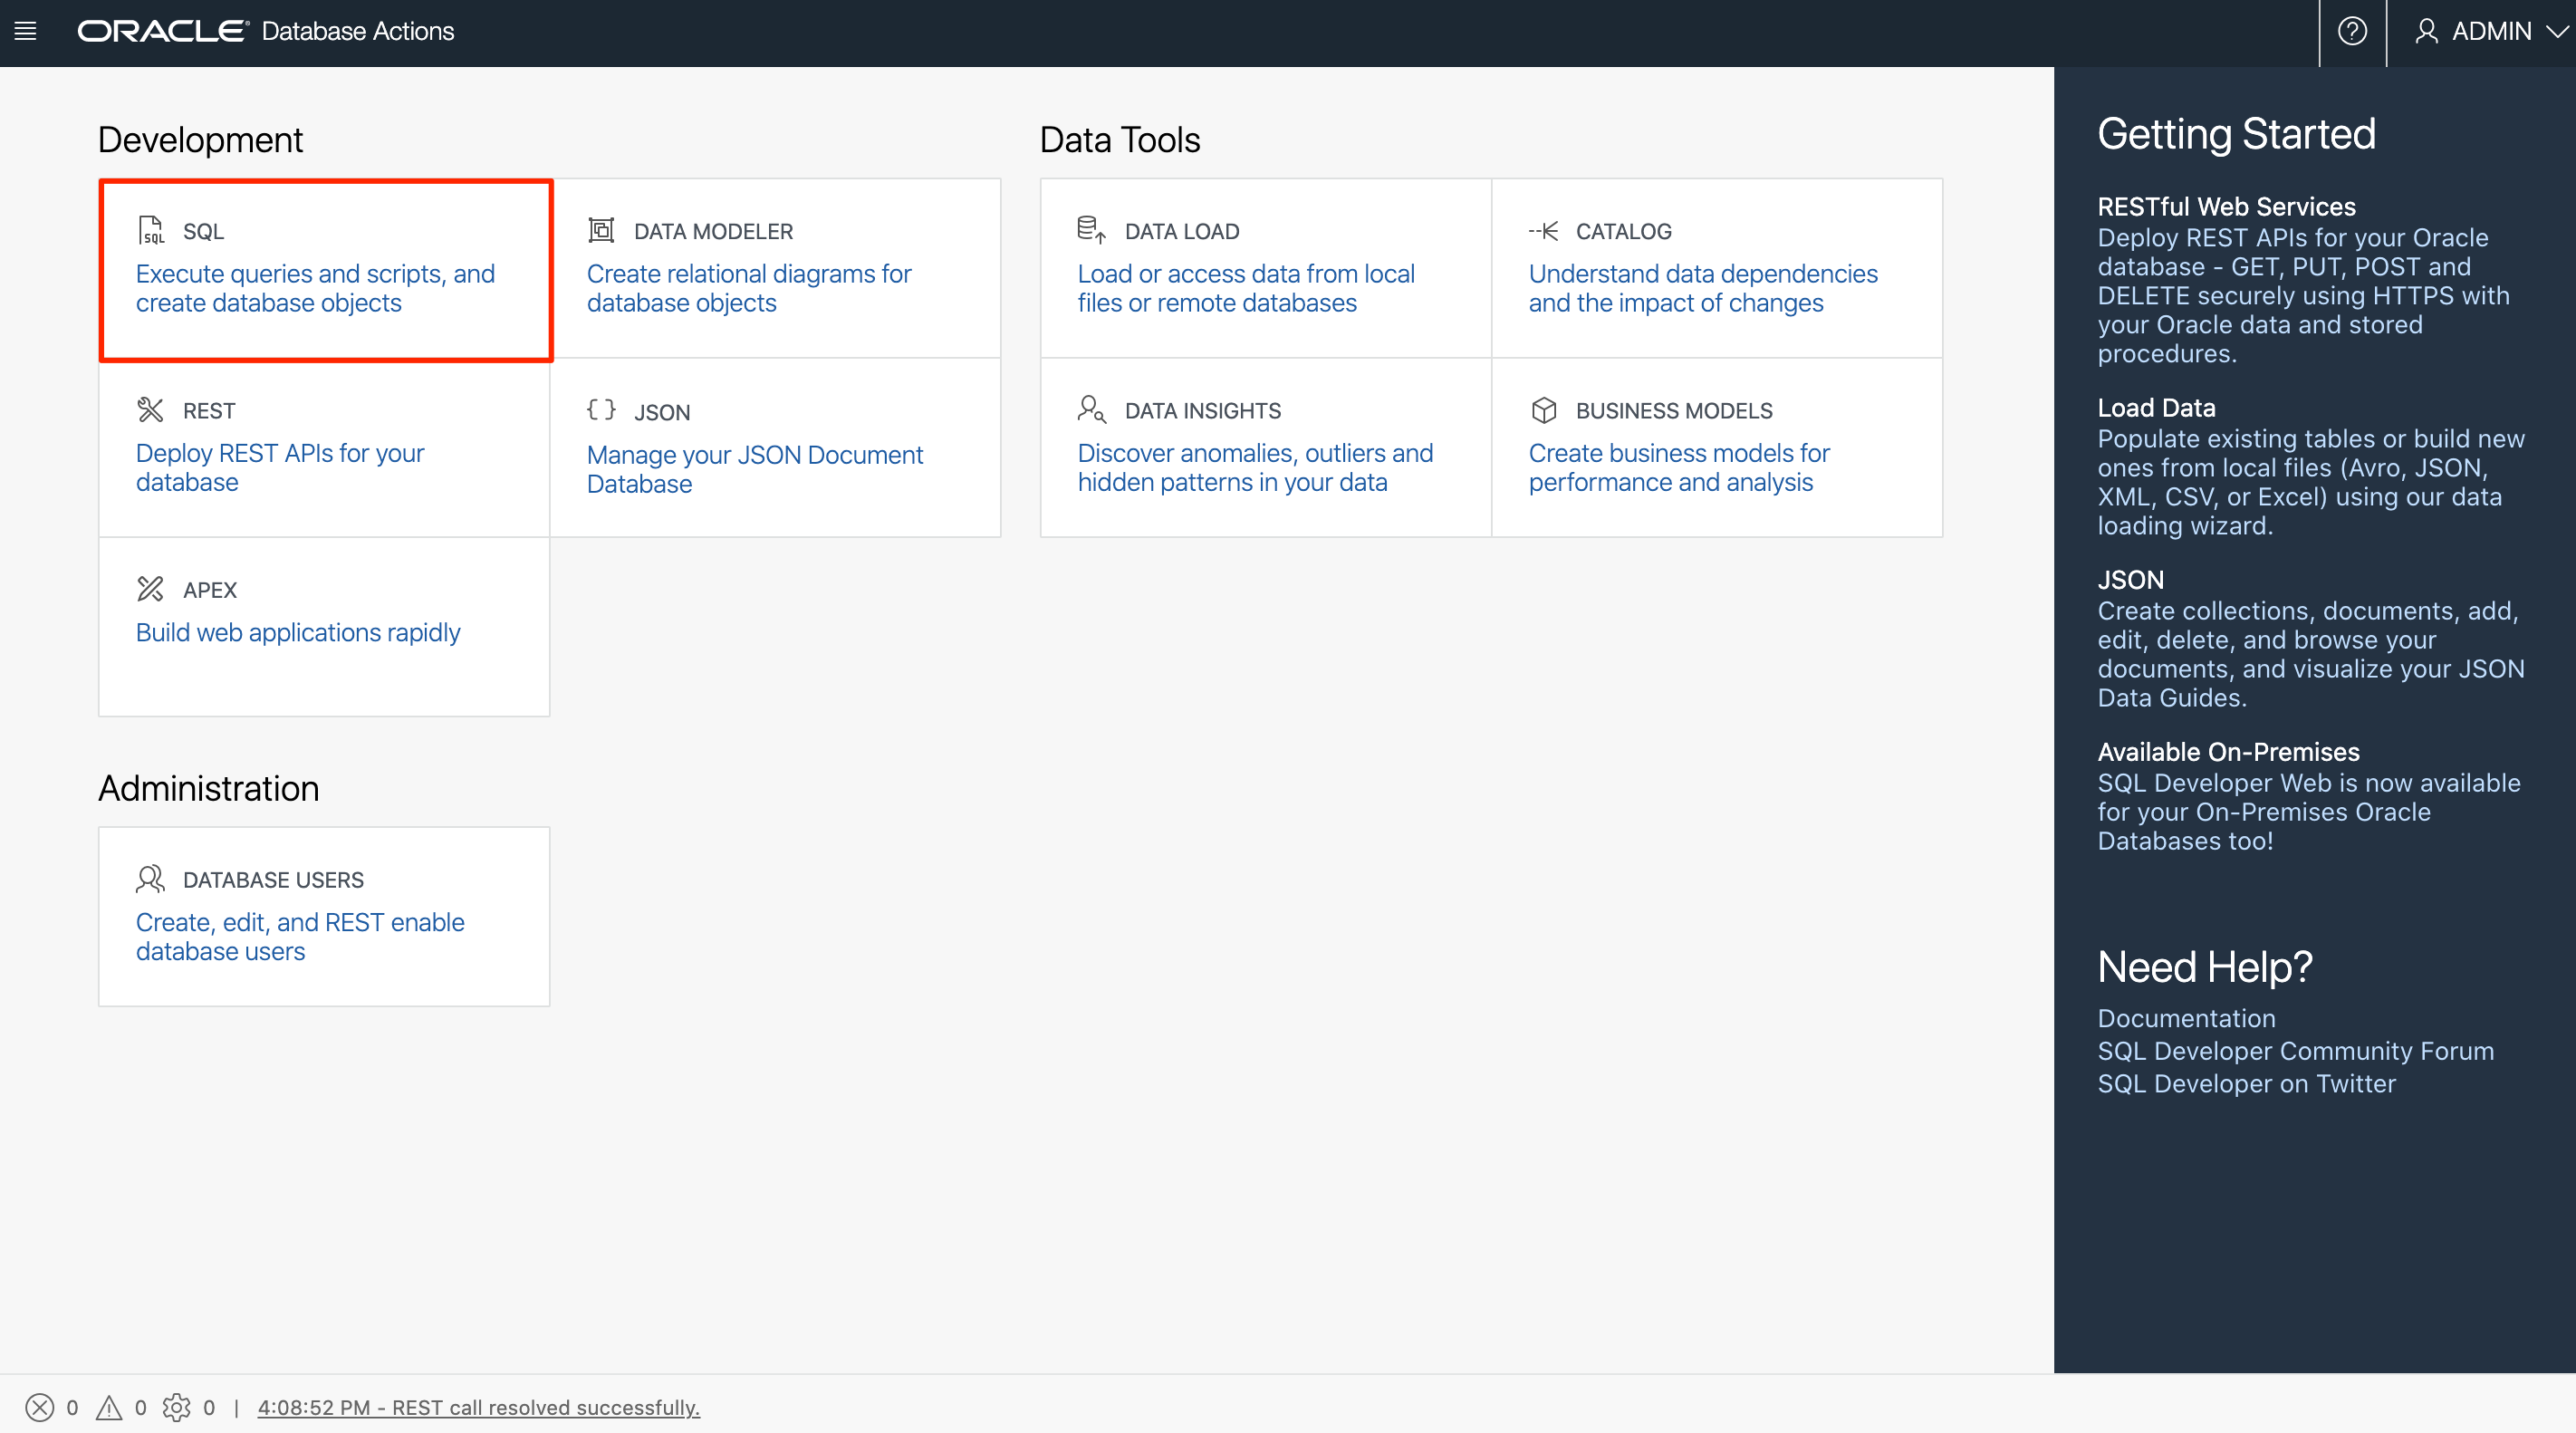 ORACLE® Database Actions
ADMIN
Development
SQL
SQL
Execute queries and scripts, and
create database objects
DATA MODELER
Create relational diagrams for
database objects
REST
Deploy REST APIs for your
database
JSON
Manage your JSON Document
Database
APEX
Build web applications rapidly
Data Tools
DATA LOAD
Load or access data from local
files or remote databases
CATALOG
Understand data dependencies
and the impact of changes
DATA INSIGHTS
Discover anomalies, outliers and
hidden patterns in your data
BUSINESS MODELS
Create business models for
performance and analysis
Administration
DATABASE USERS
Create, edit, and REST enable
database users
Getting Started
RESTful Web Services
Deploy REST APIs for your Oracle
database - GET, PUT, POST and
DELETE securely using HTTPS with
your Oracle data and stored
procedures.
Load Data
Populate existing tables or build new
ones from local files (Avro, JSON,
XML, CSV, or Excel) using our data
loading wizard.
JSON
Create collections, documents, add,
edit, delete, and browse your
documents, and visualize your JSON
Data Guides.
Available On-Premises
SQL Developer Web is now available
for your On-Premises Oracle
Databases too!
Need Help?
Documentation
SQL Developer Community Forum
SQL Developer on Twitter
0 0 0 | 4:08:52 PM - REST call resolved successfully.